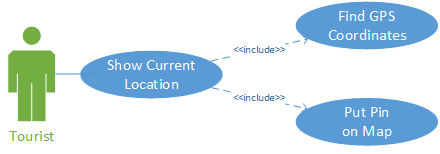 Find GPS
Coordinates
<<include>>
Show Current
Location
<<include>>
Put Pin
on Map
Tourist